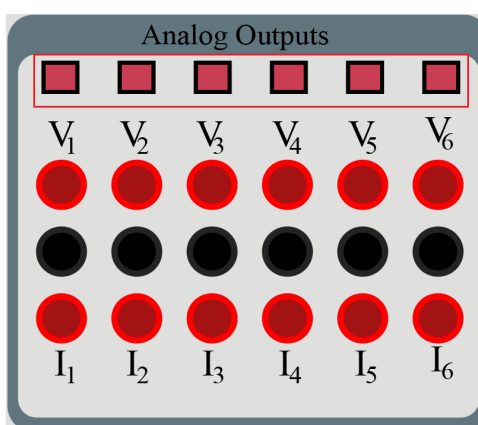 Analog Outputs
V₁ V₂ V₃ V₄ V₅ V₆
I₁ I₂ I₃ I₄ I₅ I₆